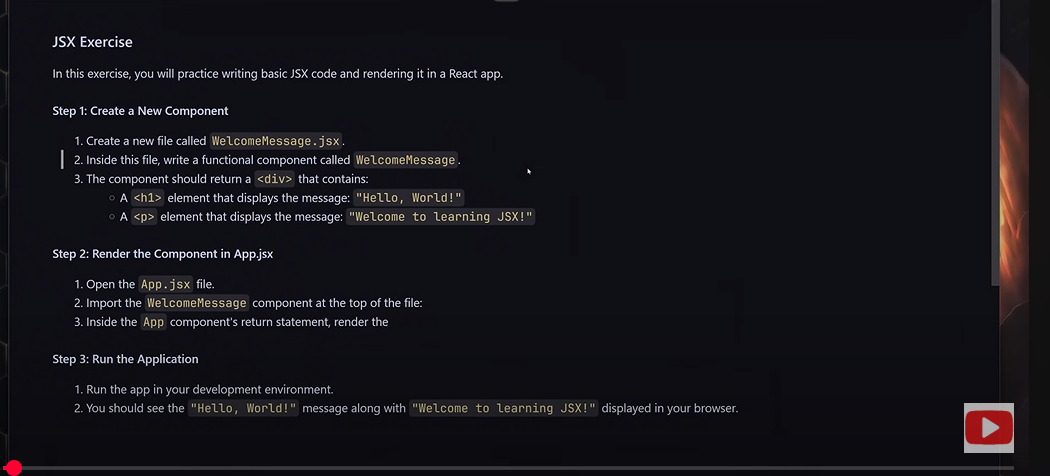 JSX Exercise
In this exercise, you will practice writing basic JSX code and rendering it in a React app.
Step 1: Create a New Component
1. Create a new file called WelcomeMessage.jsx.
2. Inside this file, write a functional component called WelcomeMessage.
3. The component should return a <div> that contains:
○ A <h1> element that displays the message: "Hello, World!"
○ A <p> element that displays the message: "Welcome to learning JSX!"
Step 2: Render the Component in App.jsx
1. Open the App.jsx file.
2. Import the WelcomeMessage component at the top of the file:
3. Inside the App component's return statement, render the
Step 3: Run the Application
1. Run the app in your development environment.
2. You should see the "Hello, World!" message along with "Welcome to learning JSX!" displayed in your browser.